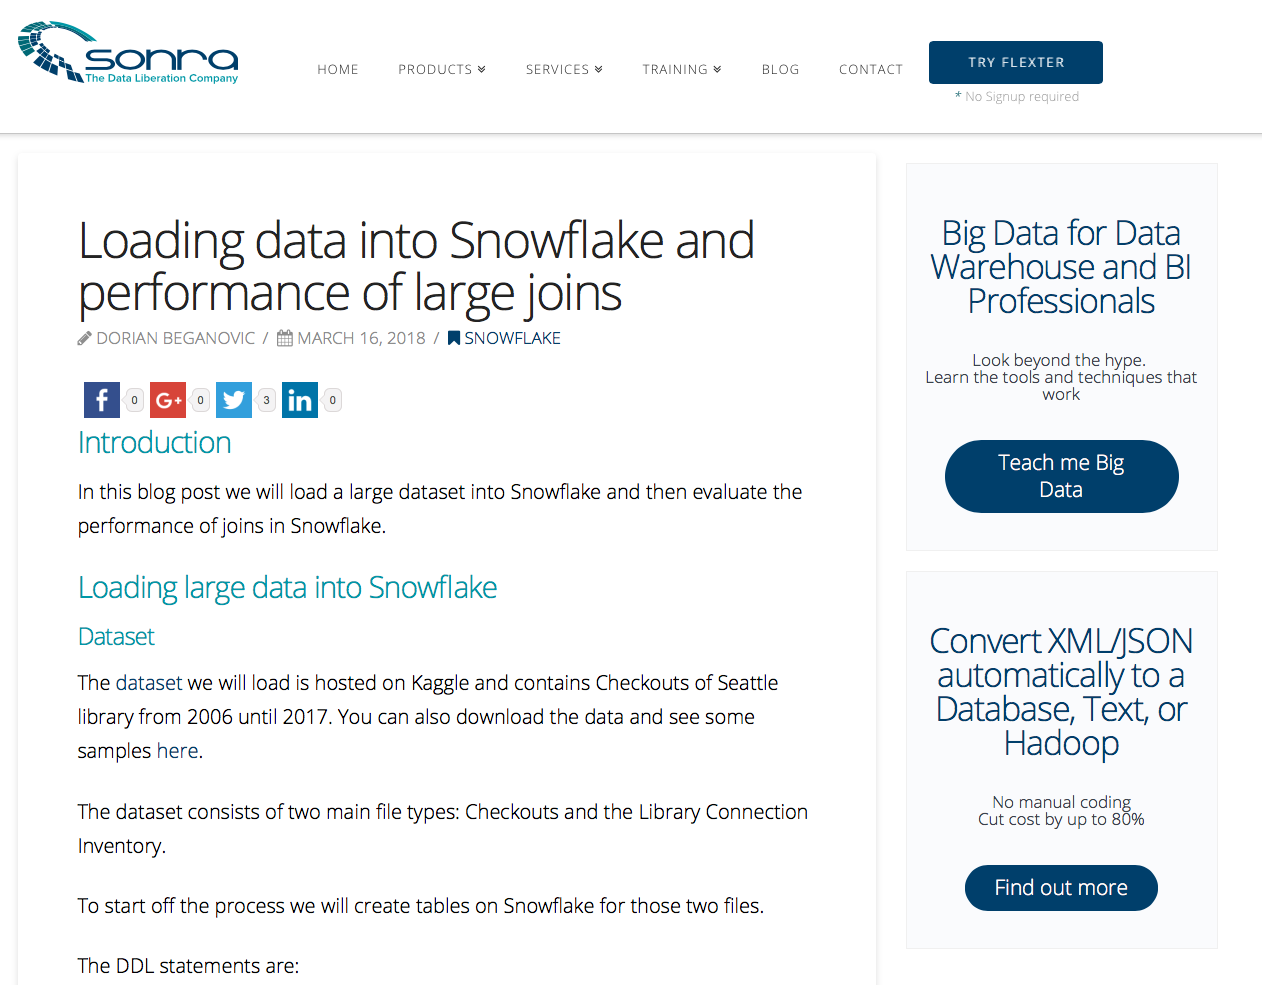 sonra
The Data Liberation Company
HOME
PRODUCTS
SERVICES
TRAINING
BLOG
CONTACT
TRY FLEXTER
* No Signup required
Loading data into Snowflake and
performance of large joins
DORIAN BEGANOVIC / MARCH 16, 2018 / SNOWFLAKE
f 0 G+ 0 3 in 0
Introduction
In this blog post we will load a large dataset into Snowflake and then evaluate the
performance of joins in Snowflake.
Loading large data into Snowflake
Dataset
The dataset we will load is hosted on Kaggle and contains Checkouts of Seattle
library from 2006 until 2017. You can also download the data and see some
samples here.
The dataset consists of two main file types: Checkouts and the Library Connection
Inventory.
To start off the process we will create tables on Snowflake for those two files.
The DDL statements are:
Big Data for Data
Warehouse and BI
Professionals
Look beyond the hype.
Learn the tools and techniques that
work
Teach me Big
Data
Convert XML/JSON
automatically to a
Database, Text, or
Hadoop
No manual coding
Cut cost by up to 80%
Find out more